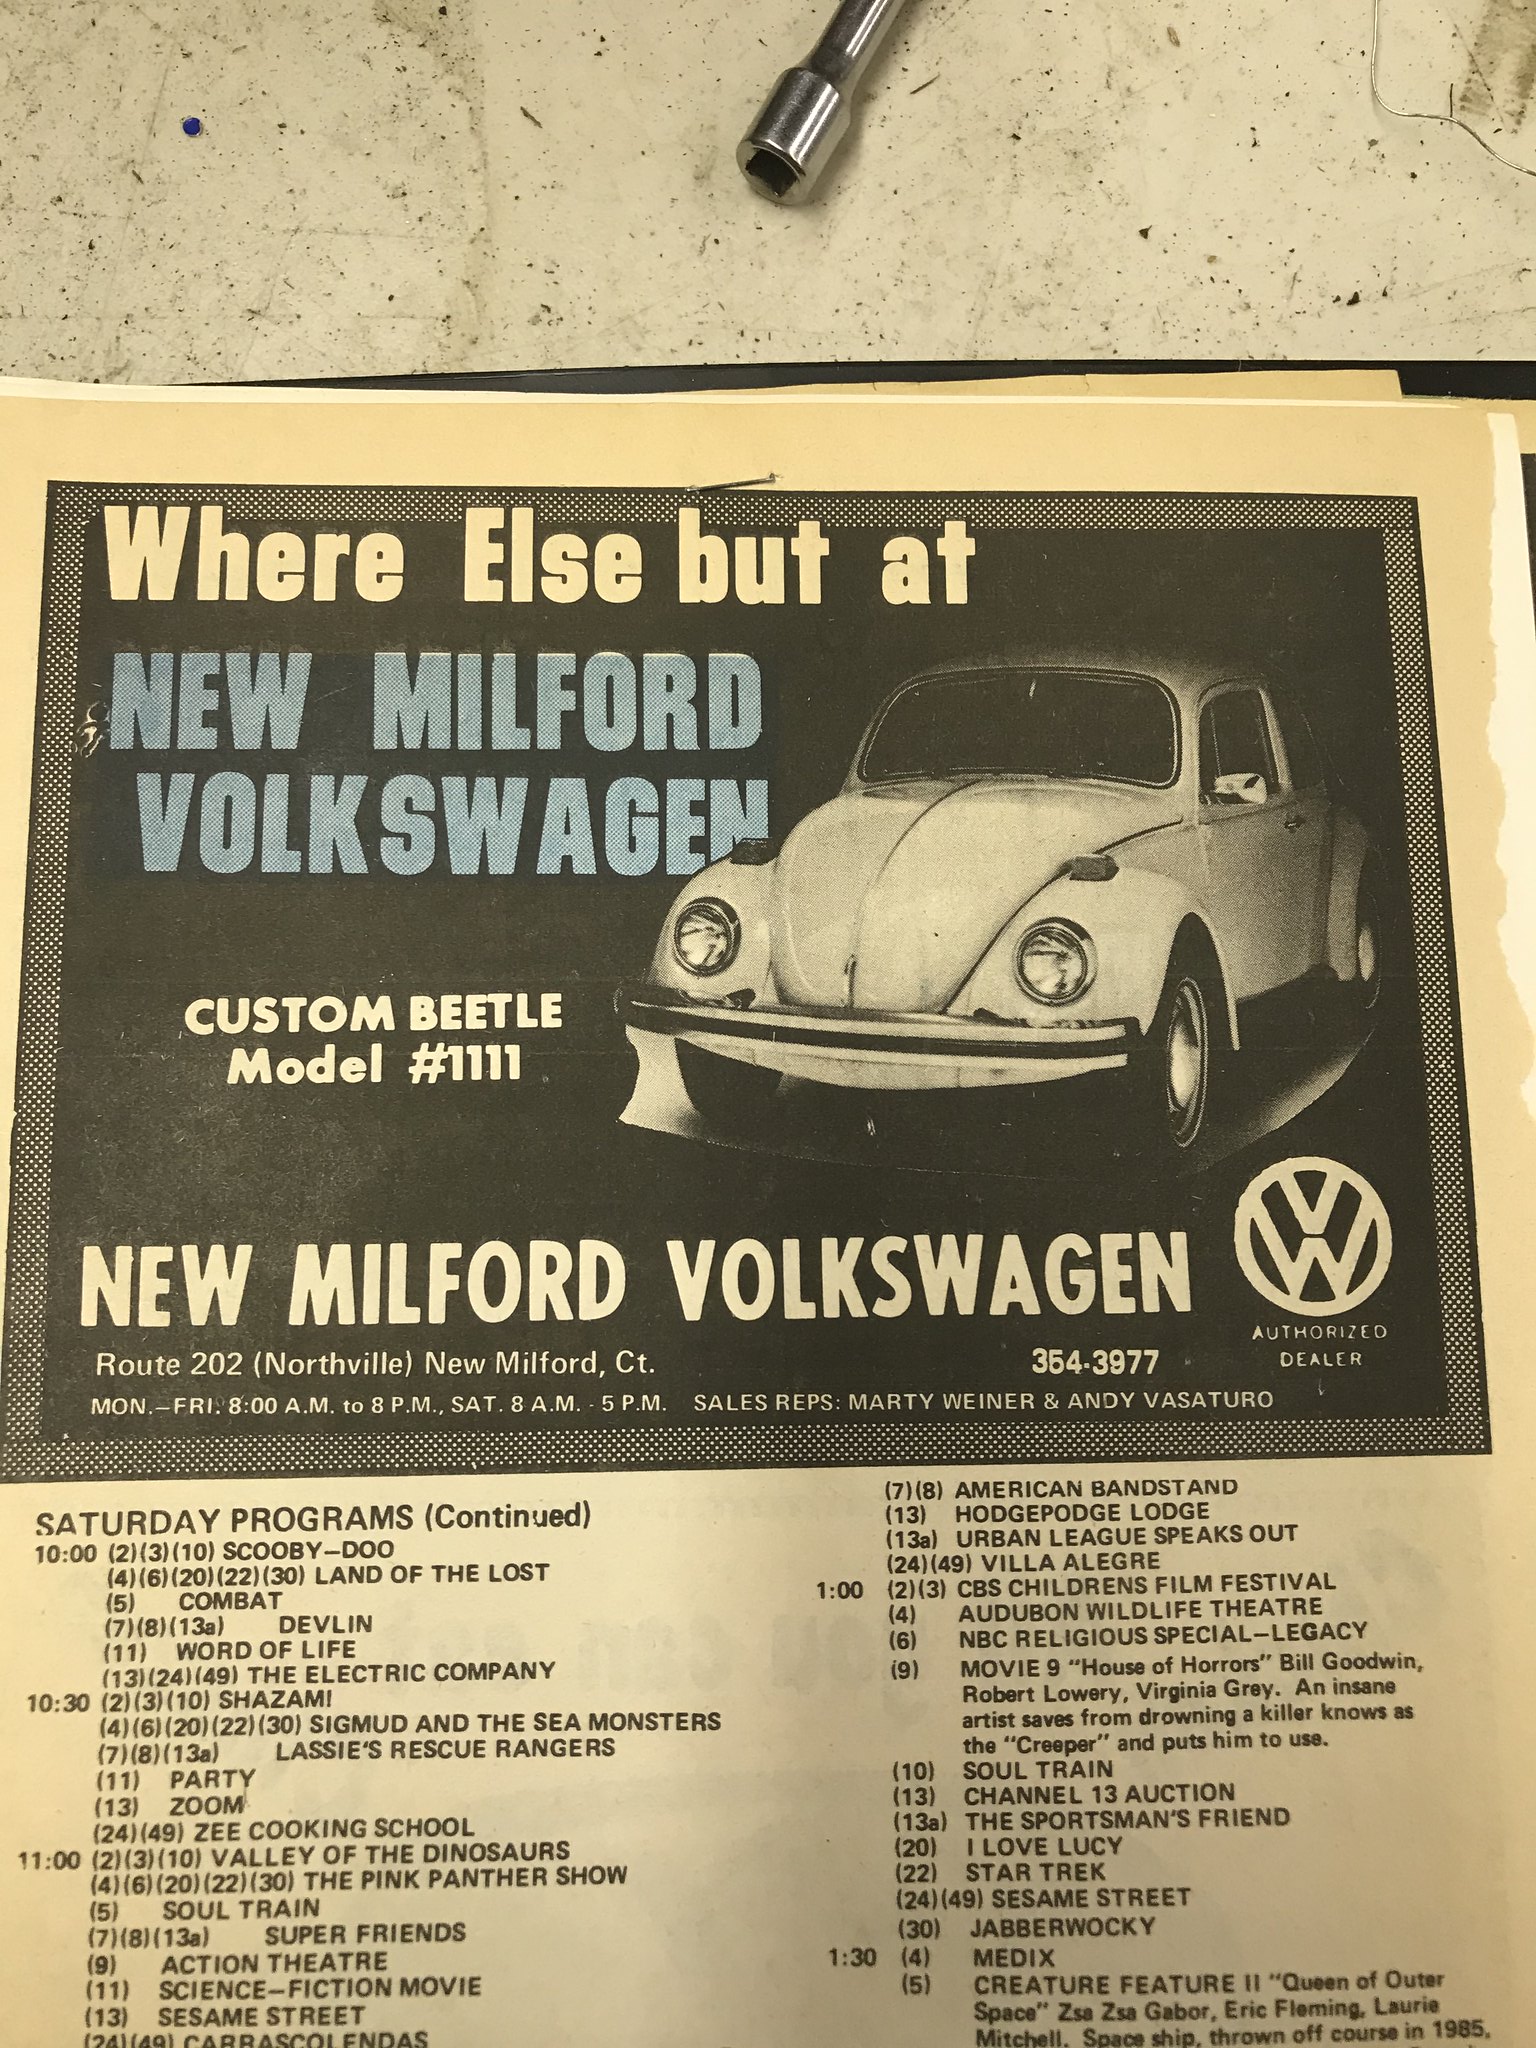 Where Else but at
NEW MILFORD
VOLKSWAGEN
CUSTOM BEETLE
Model #1111
NEW MILFORD VOLKSWAGEN
AUTHORIZED
DEALER
Route 202 (Northville) New Milford, Ct.
354-3977
MON.—FRI. 8:00 A.M. to 8 P.M., SAT. 8 A.M. - 5 P.M. SALES REPS: MARTY WEINER & ANDY VASATURO
SATURDAY PROGRAMS (Continued)
10:00 (2)(3)(10) SCOOBY—DOO
(4)(6)(20)(22)(30) LAND OF THE LOST
(5) COMBAT
(7)(8)(13a) DEVLIN
(11) WORD OF LIFE
(13)(24)(49) THE ELECTRIC COMPANY
10:30 (2)(3)(10) SHAZAM!
(4)(6)(20)(22)(30) SIGMUD AND THE SEA MONSTERS
(7)(8)(13a) LASSIE'S RESCUE RANGERS
(11) PARTY
(13) ZOOM
(24)(49) ZEE COOKING SCHOOL
11:00 (2)(3)(10) VALLEY OF THE DINOSAURS
(4)(6)(20)(22)(30) THE PINK PANTHER SHOW
(5) SOUL TRAIN
(7)(8)(13a) SUPER FRIENDS
(9) ACTION THEATRE
(11) SCIENCE—FICTION MOVIE
(13) SESAME STREET
(24)(49) CARRASCOLENDAS
(7)(8) AMERICAN BANDSTAND
(13) HODGEPODGE LODGE
(13a) URBAN LEAGUE SPEAKS OUT
(24)(49) VILLA ALEGRE
1:00 (2)(3) CBS CHILDRENS FILM FESTIVAL
(4) AUDUBON WILDLIFE THEATRE
(6) NBC RELIGIOUS SPECIAL—LEGACY
(9) MOVIE 9 "House of Horrors" Bill Goodwin,
Robert Lowery, Virginia Grey. An insane
artist saves from drowning a killer knows as
the "Creeper" and puts him to use.
(10) SOUL TRAIN
(13) CHANNEL 13 AUCTION
(13a) THE SPORTSMAN'S FRIEND
(20) I LOVE LUCY
(22) STAR TREK
(24)(49) SESAME STREET
(30) JABBERWOCKY
1:30 (4) MEDIX
(5) CREATURE FEATURE II "Queen of Outer
Space" Zsa Zsa Gabor, Eric Fleming, Laurie
Mitchell. Space ship, thrown off course in 1985,